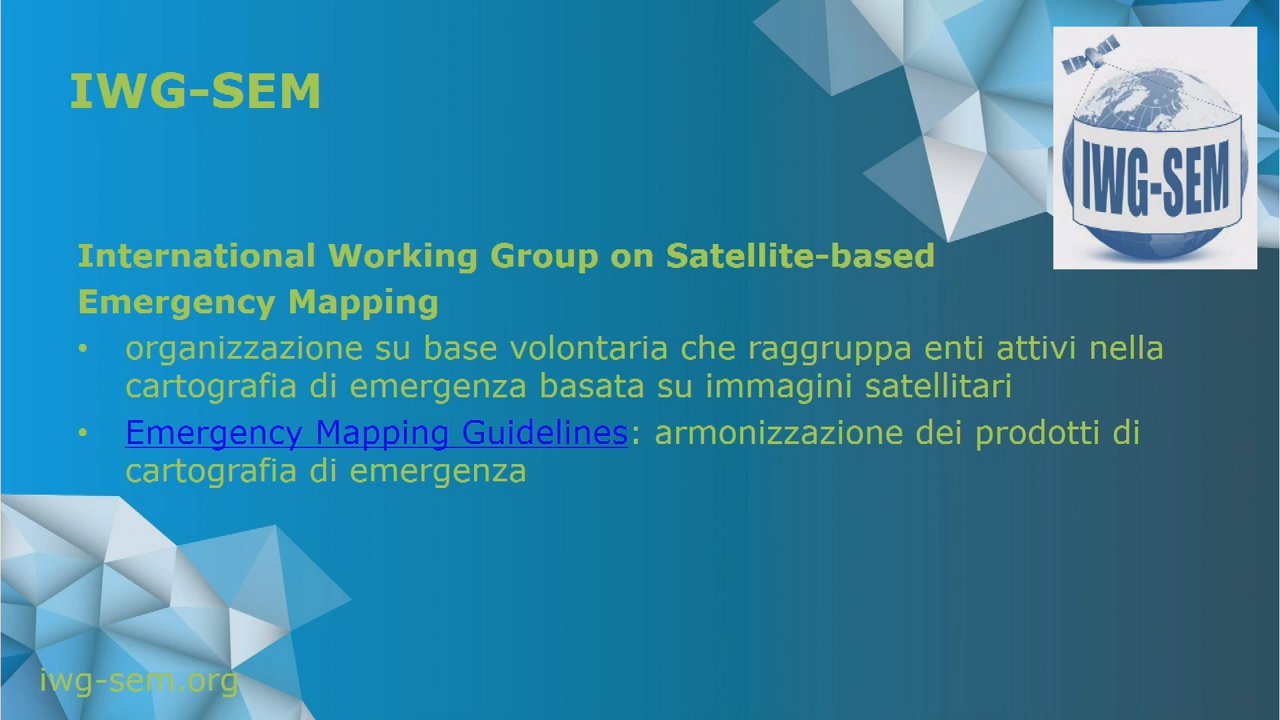 IWG-SEM
IWG-SEM
International Working Group on Satellite-based
Emergency Mapping
• organizzazione su base volontaria che raggruppa enti attivi nella
cartografia di emergenza basata su immagini satellitari
• Emergency Mapping Guidelines: armonizzazione dei prodotti di
cartografia di emergenza
iwg-sem.org